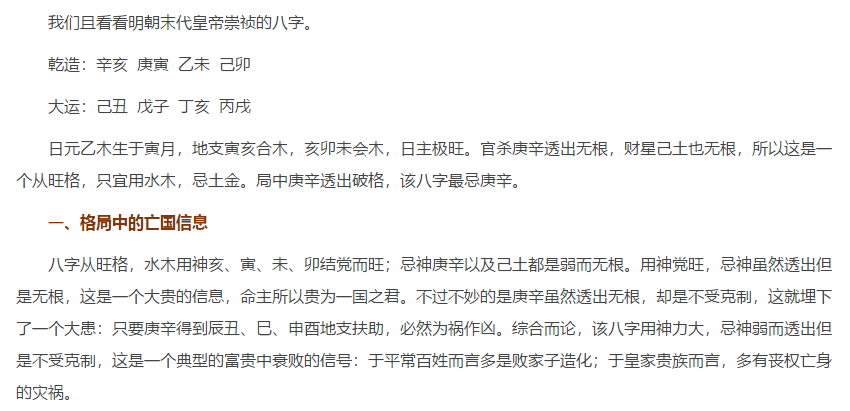 我们且看看明朝末代皇帝崇祯的八字。
乾造：辛亥 庚寅 乙未 己卯
大运：己丑 戊子 丁亥 丙戌
日元乙木生于寅月，地支寅亥合木，亥卯未会木，日主极旺。官杀庚辛透出无根，财星己土也无根，所以这是一
个从旺格，只宜用水木，忌土金。局中庚辛透出破格，该八字最忌庚辛。
一、格局中的亡国信息
八字从旺格，水木用神亥、寅、未、卯结党而旺；忌神庚辛以及己土都是弱而无根。用神党旺，忌神虽然透出但
是无根，这是一个大贵的信息，命主所以贵为一国之君。不过不妙的是庚辛虽然透出无根，却是不受克制，这就埋下
了一个大患：只要庚辛得到辰丑、巳、申酉地支扶助，必然为祸作凶。综合而论，该八字用神力大，忌神弱而透出但
是不受克制，这是一个典型的富贵中衰败的信号：于平常百姓而言多是败家子造化；于皇家贵族而言，多有丧权亡身
的灾祸。